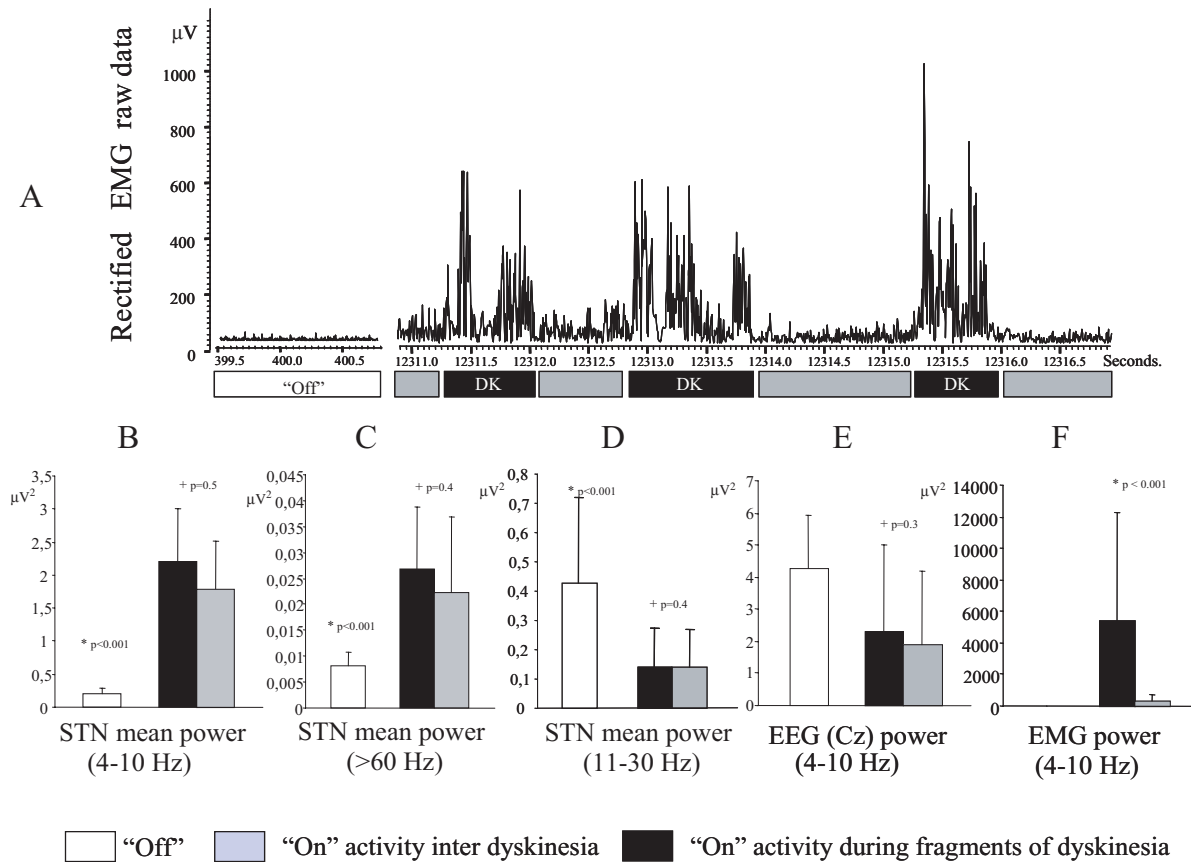 µV
Rectified EMG raw data
A
1000
800
600
400
200
0
399.5 400.0 400.5 12311.0 12311.5 12312.0 12312.5 12313.0 12313.5 12314.0 12314.5 12315.0 12315.5 12316.0 12316.5 Seconds.
“Off” DK DK DK
B C D E F
µV²
3,5
3
2,5
2
1,5
1
0,5
0
+ p=0.5
* p<0.001
STN mean power
(4-10 Hz)
µV²
0,045
0,04
0,035
0,03
0,025
0,02
0,015
0,01
0,005
0
+ p=0.4
* p<0.001
STN mean power
(>60 Hz)
µV²
0,8
0,7
0,6
0,5
0,4
0,3
0,2
0,1
0
* p<0.001
+ p=0.4
STN mean power
(11-30 Hz)
µV²
7
6
5
4
3
2
1
0
+ p=0.3
EEG (Cz) power
(4-10 Hz)
µV²
14000
12000
10000
8000
6000
4000
2000
0
* p < 0.001
EMG power
(4-10 Hz)
“Off” “On” activity inter dyskinesia “On” activity during fragments of dyskinesia